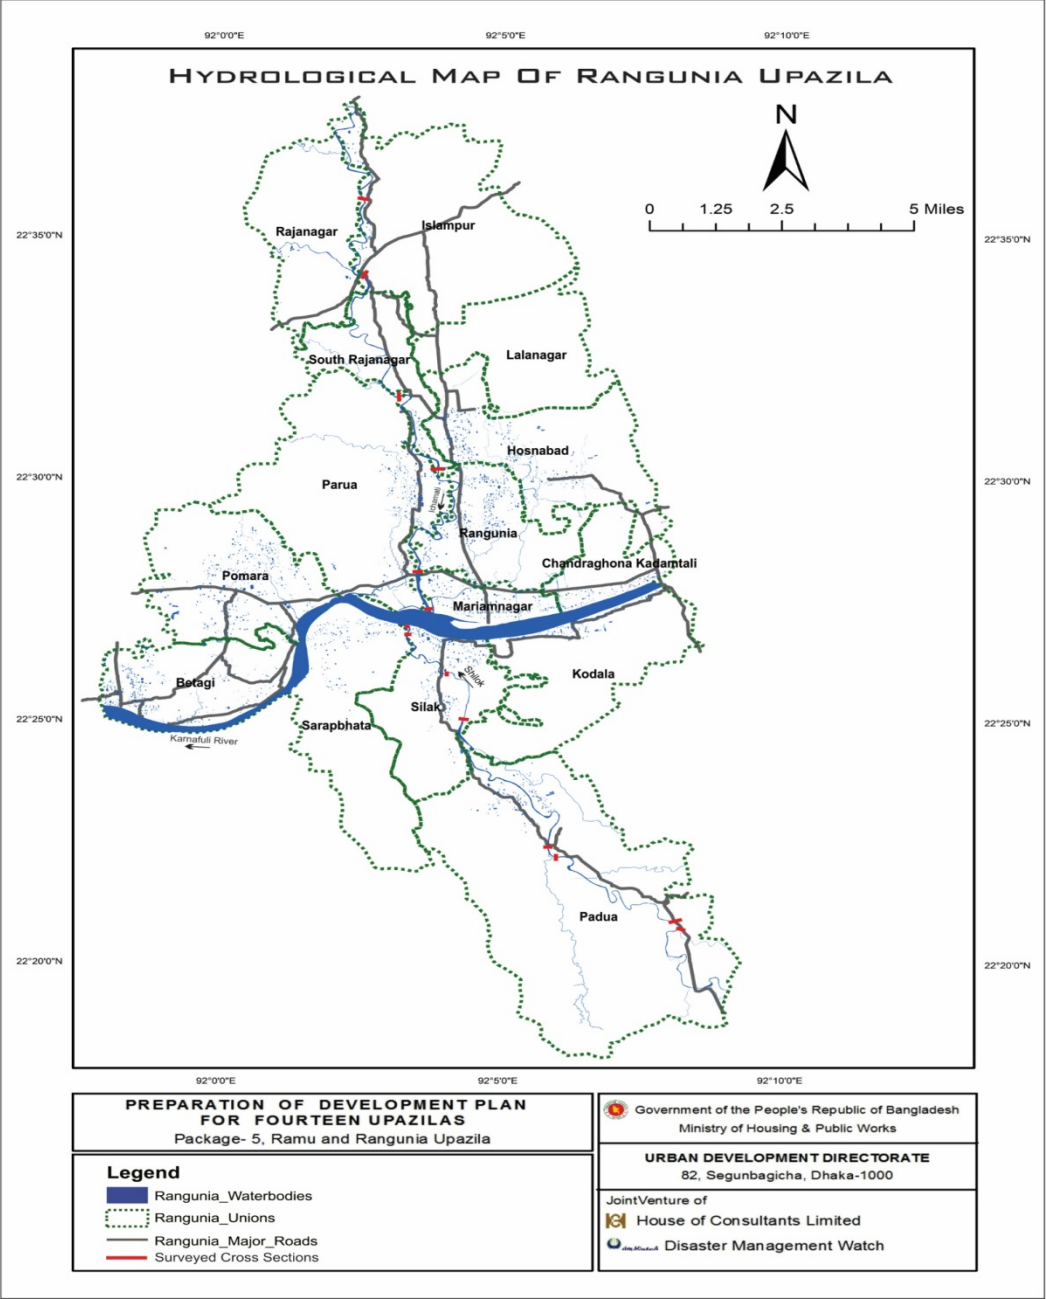 92°0'0"E 92°5'0"E 92°10'0"E
HYDROLOGICAL MAP OF RANGUNIA UPAZILA
N
0 1.25 2.5 5 Miles
22°35'0"N
22°35'0"N
Islampur
Rajanagar
Lalanagar
South Rajanagar
Hosnabad
22°30'0"N
22°30'0"N
Parua
Ichamati
Rangunia
Chandraghona Kadamtali
Pomara
Mariamnagar
Kodala
Shilok
Betagi
Silak
22°25'0"N
22°25'0"N
Sarapbhata
Karnafuli River
Padua
22°20'0"N
22°20'0"N
92°0'0"E 92°5'0"E 92°10'0"E
PREPARATION OF DEVELOPMENT PLAN
FOR FOURTEEN UPAZILAS
Package- 5, Ramu and Rangunia Upazila
Legend
Rangunia_Waterbodies
Rangunia_Unions
Rangunia_Major_Roads
Surveyed Cross Sections
Government of the People's Republic of Bangladesh
Ministry of Housing & Public Works
URBAN DEVELOPMENT DIRECTORATE
82, Segunbagicha, Dhaka-1000
JointVenture of
House of Consultants Limited
Disaster Management Watch